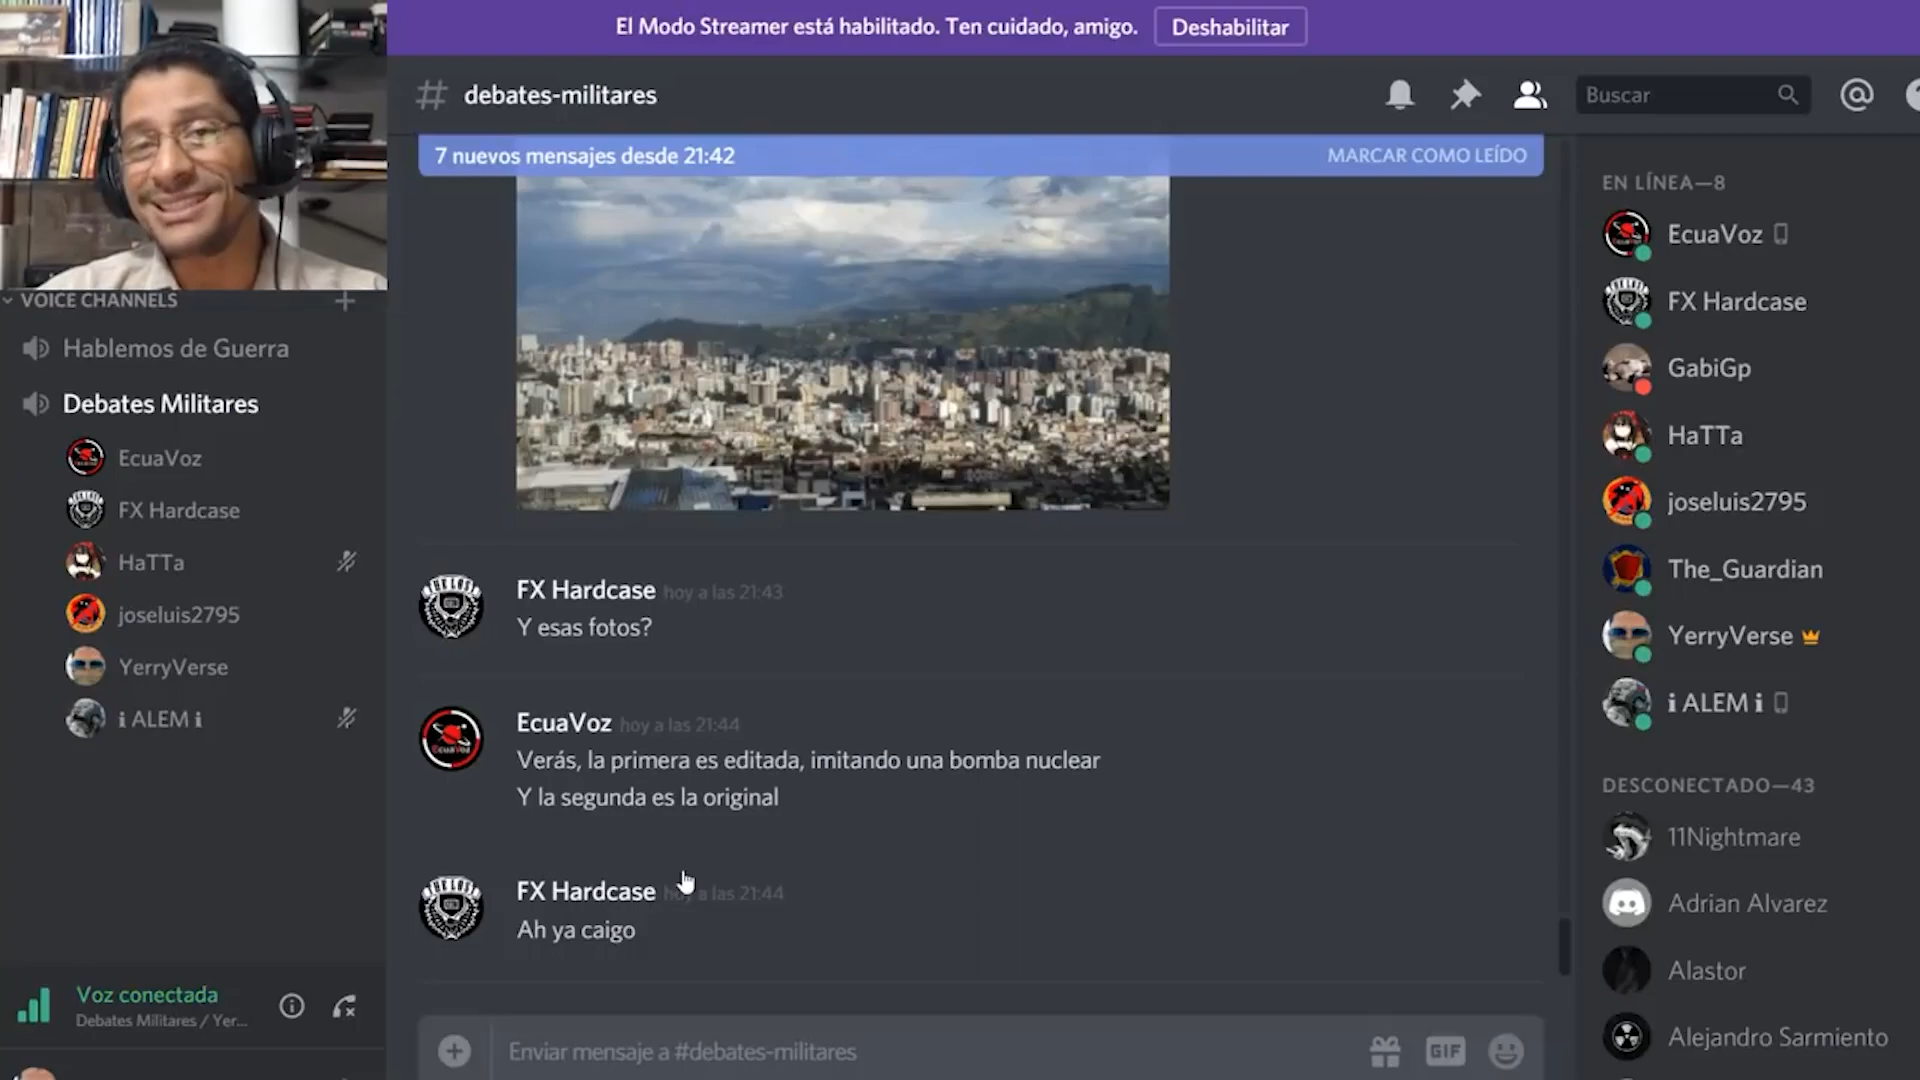 El Modo Streamer está habilitado. Ten cuidado, amigo.
Deshabilitar
debates-militares
Buscar
7 nuevos mensajes desde 21:42
MARCAR COMO LEÍDO
VOICE CHANNELS
Hablemos de Guerra
Debates Militares
EcuaVoz
FX Hardcase
HaTTa
joseluis2795
YerryVerse
¡ ALEM ¡
Voz conectada
Debates Militares / Yer...
FX Hardcase hoy a las 21:43
Y esas fotos?
EcuaVoz hoy a las 21:44
Verás, la primera es editada, imitando una bomba nuclear
Y la segunda es la original
FX Hardcase hoy a las 21:44
Ah ya caigo
Enviar mensaje a #debates-militares
GIF
EN LÍNEA—8
EcuaVoz
FX Hardcase
GabiGp
HaTTa
joseluis2795
The_Guardian
YerryVerse
¡ ALEM ¡
DESCONECTADO—43
11Nightmare
Adrian Alvarez
Alastor
Alejandro Sarmiento